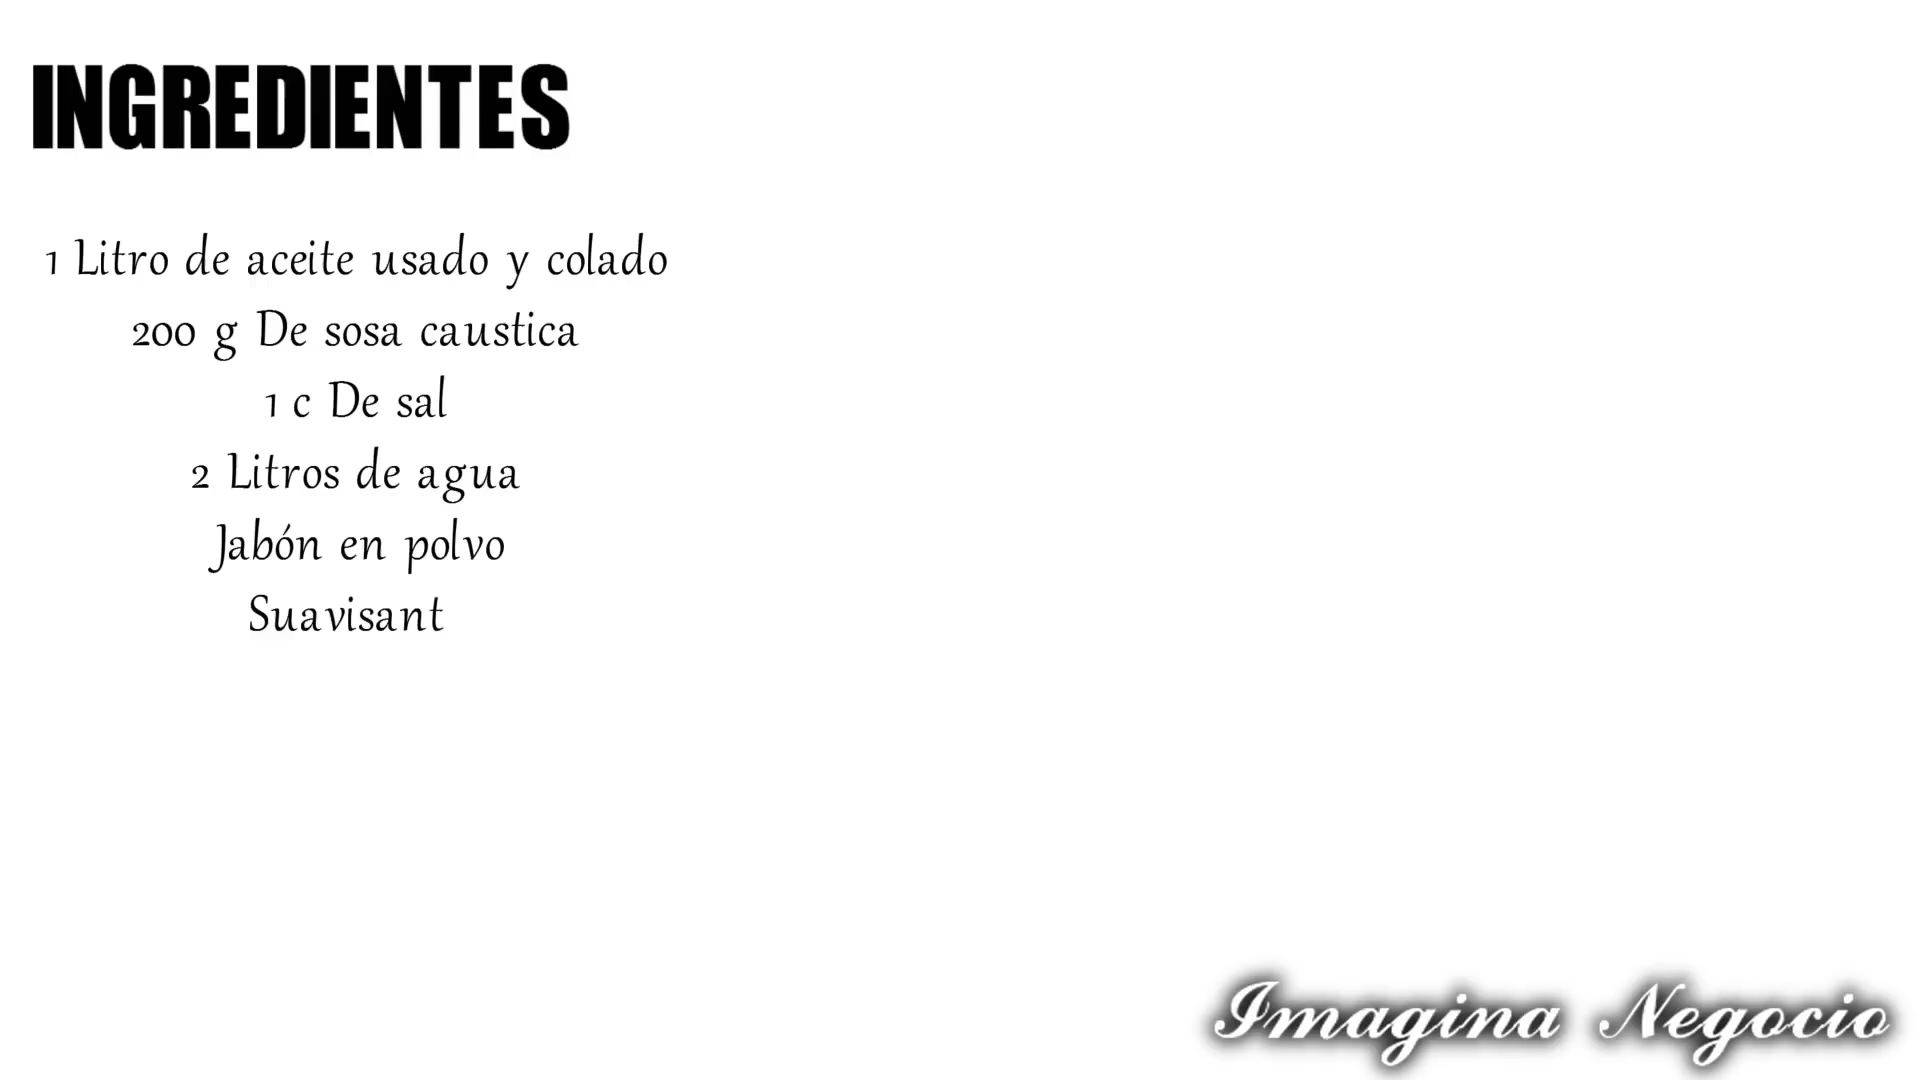 INGREDIENTES
1 Litro de aceite usado y colado
200 g De sosa caustica
1 c De sal
2 Litros de agua
Jabón en polvo
Suavisant
Imagina Negocio